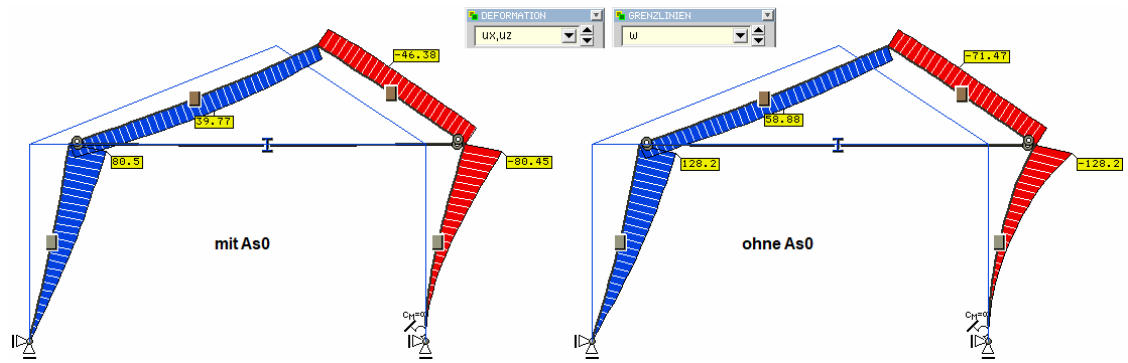 DEFORMATION
ux,uz
GRENZLINIEN
w
-46.38
39.77
80.5
-80.45
mit As0
-71.47
58.88
128.2
-128.2
ohne As0